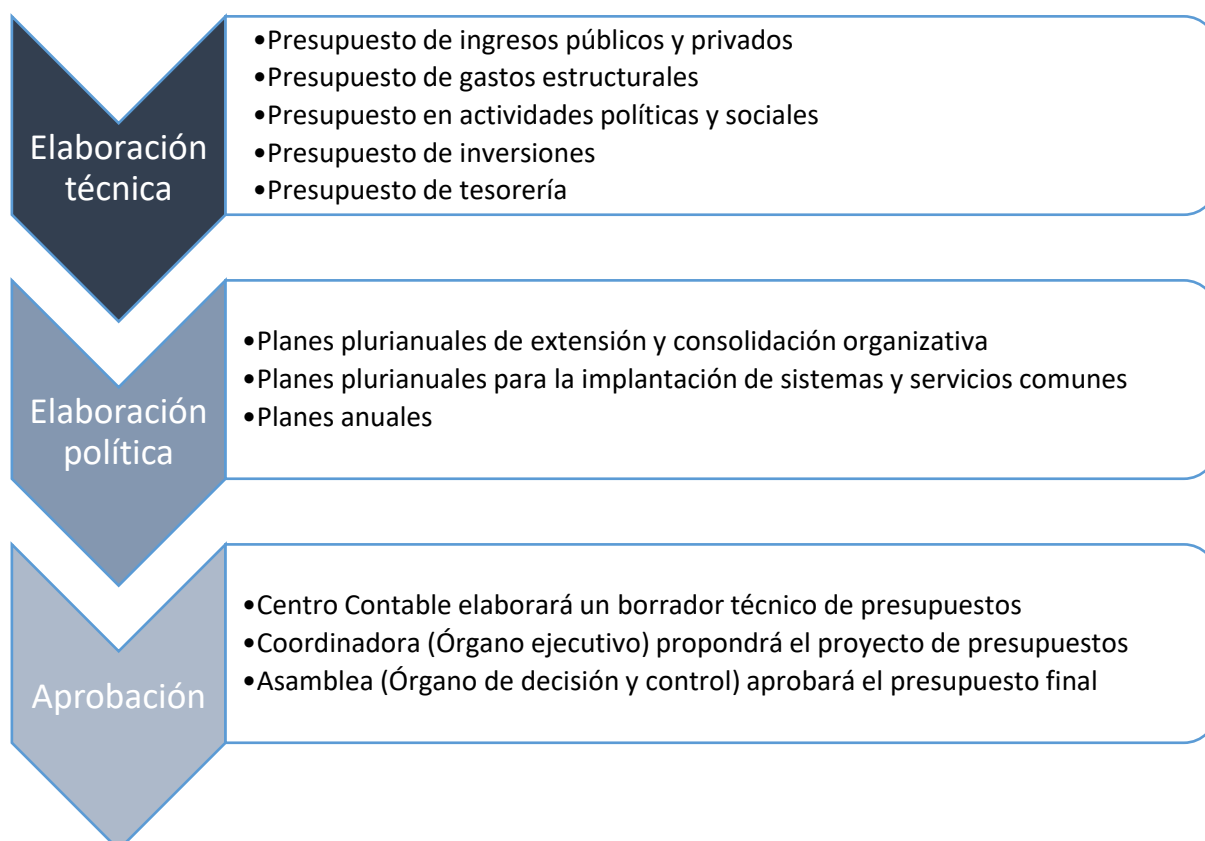 Elaboración
técnica
•Presupuesto de ingresos públicos y privados
•Presupuesto de gastos estructurales
•Presupuesto en actividades políticas y sociales
•Presupuesto de inversiones
•Presupuesto de tesorería
Elaboración
política
•Planes plurianuales de extensión y consolidación organizativa
•Planes plurianuales para la implantación de sistemas y servicios comunes
•Planes anuales
Aprobación
•Centro Contable elaborará un borrador técnico de presupuestos
•Coordinadora (Órgano ejecutivo) propondrá el proyecto de presupuestos
•Asamblea (Órgano de decisión y control) aprobará el presupuesto final